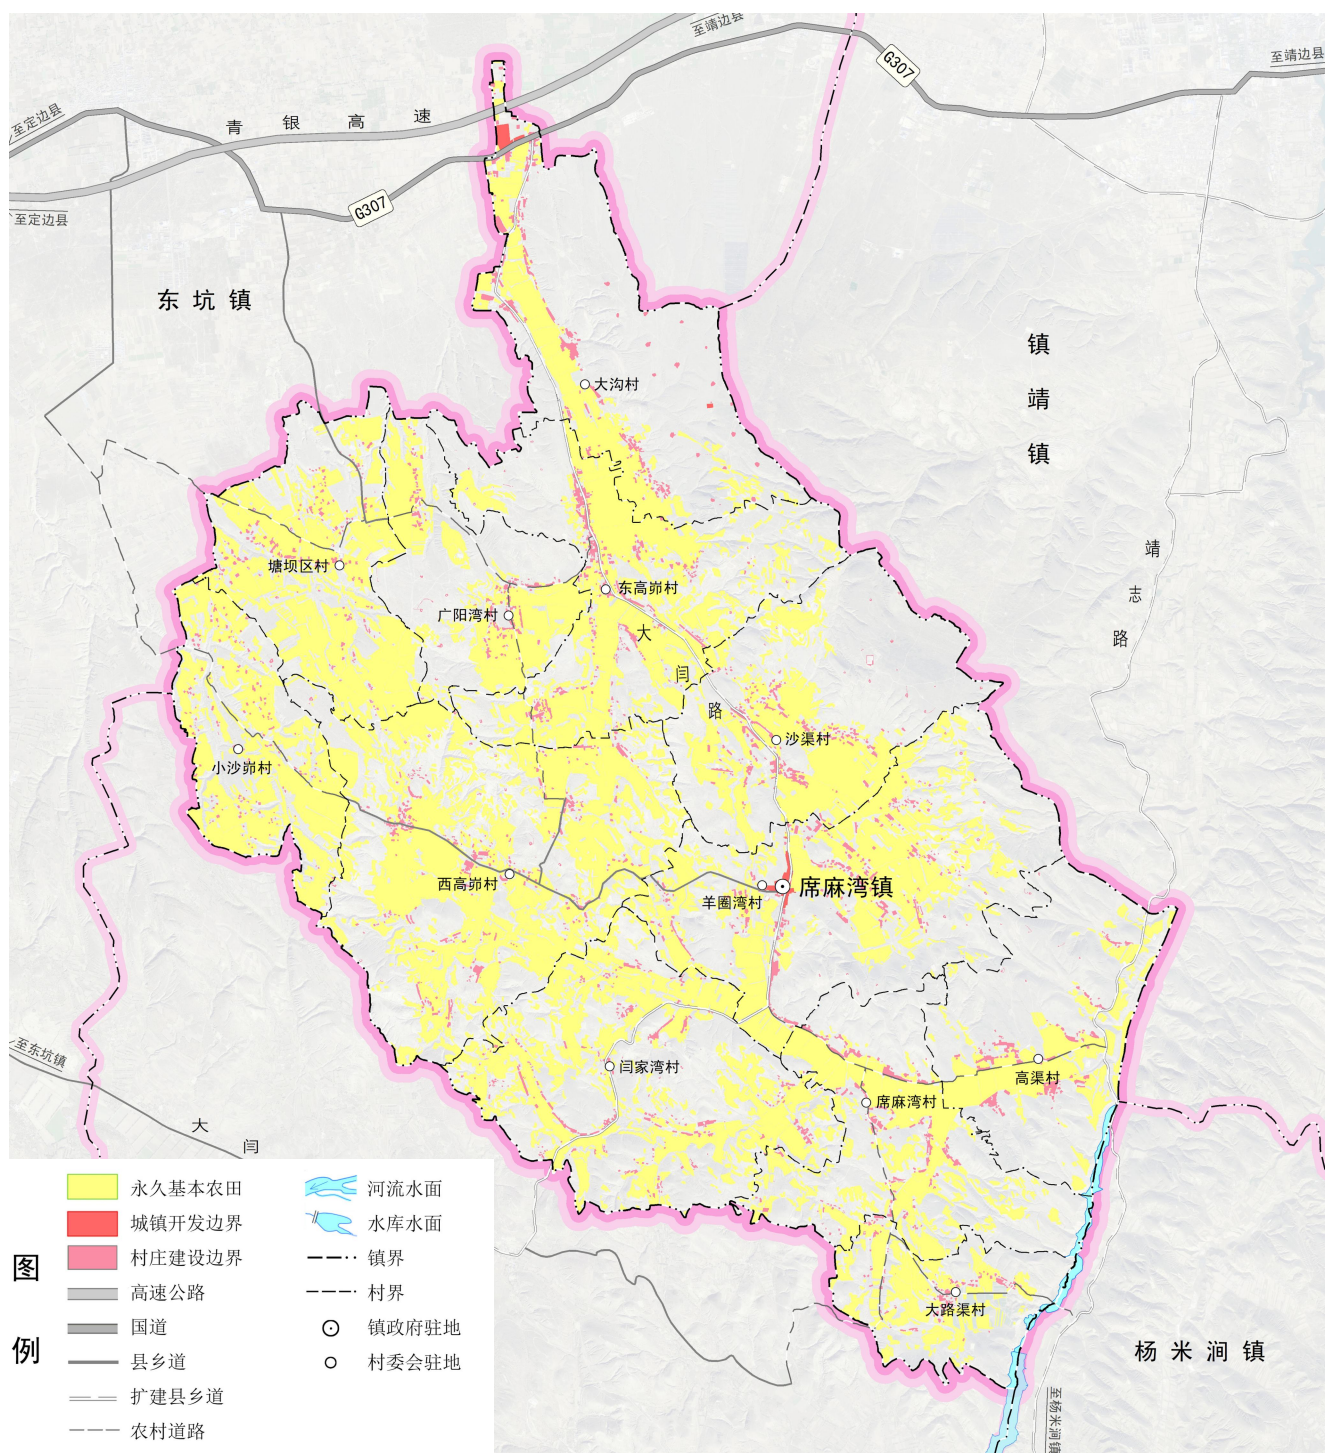 至靖边县
G307
至靖边县
至定边县
青银高速
G307
至定边县
东坑镇
镇靖镇
大沟村
靖志路
塘坝区村
东高峁村
广阳湾村
大闫路
沙渠村
小沙峁村
西高峁村
羊圈湾村
席麻湾镇
至东坑镇
闫家湾村
高渠村
席麻湾村
大闫
大路渠村
杨米涧镇
至杨米涧镇
图例
永久基本农田
城镇开发边界
村庄建设边界
高速公路
国道
县乡道
扩建县乡道
农村道路
河流水面
水库水面
镇界
村界
镇政府驻地
村委会驻地